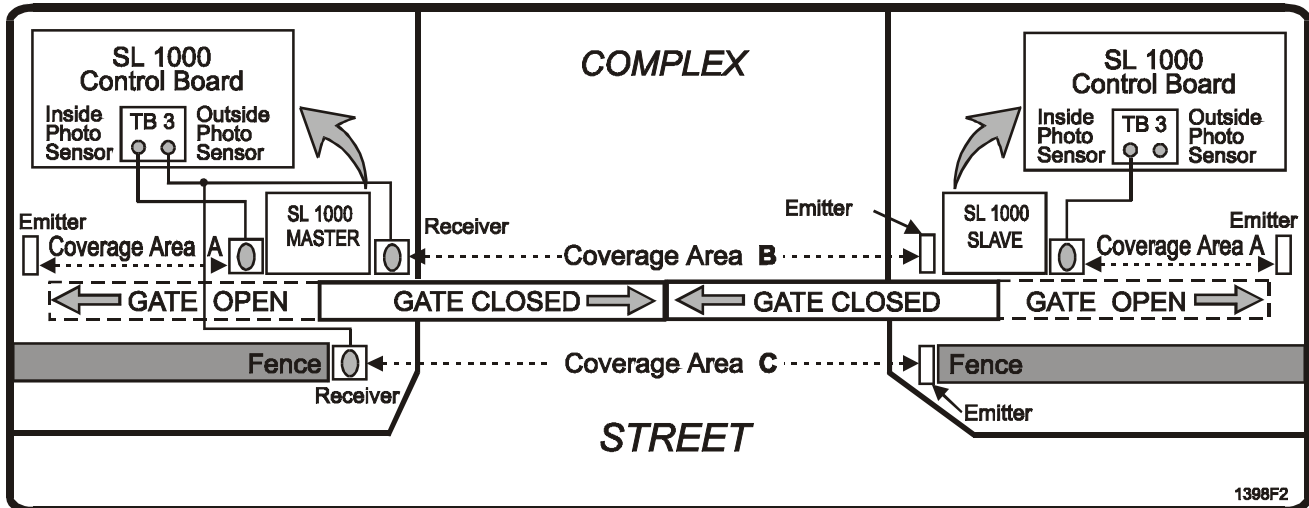 SL 1000
Control Board
Inside
Photo
Sensor
TB 3
Outside
Photo
Sensor
COMPLEX
SL 1000
Control Board
Inside
Photo
Sensor
TB 3
Outside
Photo
Sensor
Emitter
Coverage Area A
SL 1000
MASTER
Receiver
Emitter
Coverage Area B
SL 1000
SLAVE
Emitter
Coverage Area A
GATE OPEN
GATE CLOSED
GATE CLOSED
GATE OPEN
Fence
Receiver
Coverage Area C
Fence
Emitter
STREET
1398F2